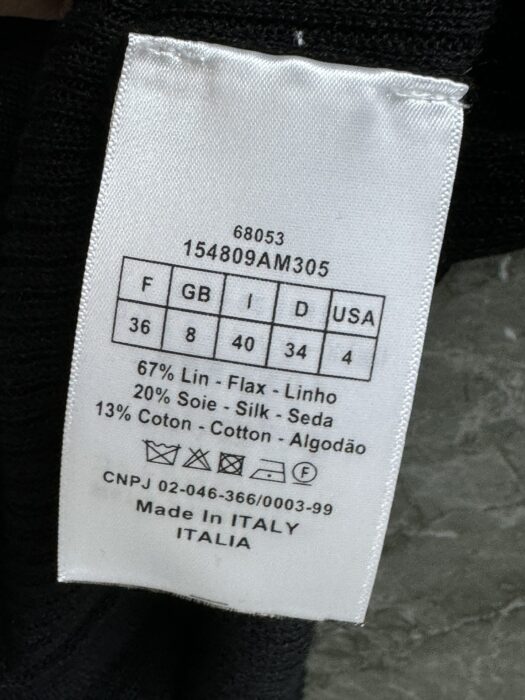 68053
154809AM305
F GB I D USA
36 8 40 34 4
67% Lin - Flax - Linho
20% Soie - Silk - Seda
13% Coton - Cotton - Algodão
F
CNPJ 02-046-366/0003-99
Made In ITALY
ITALIA